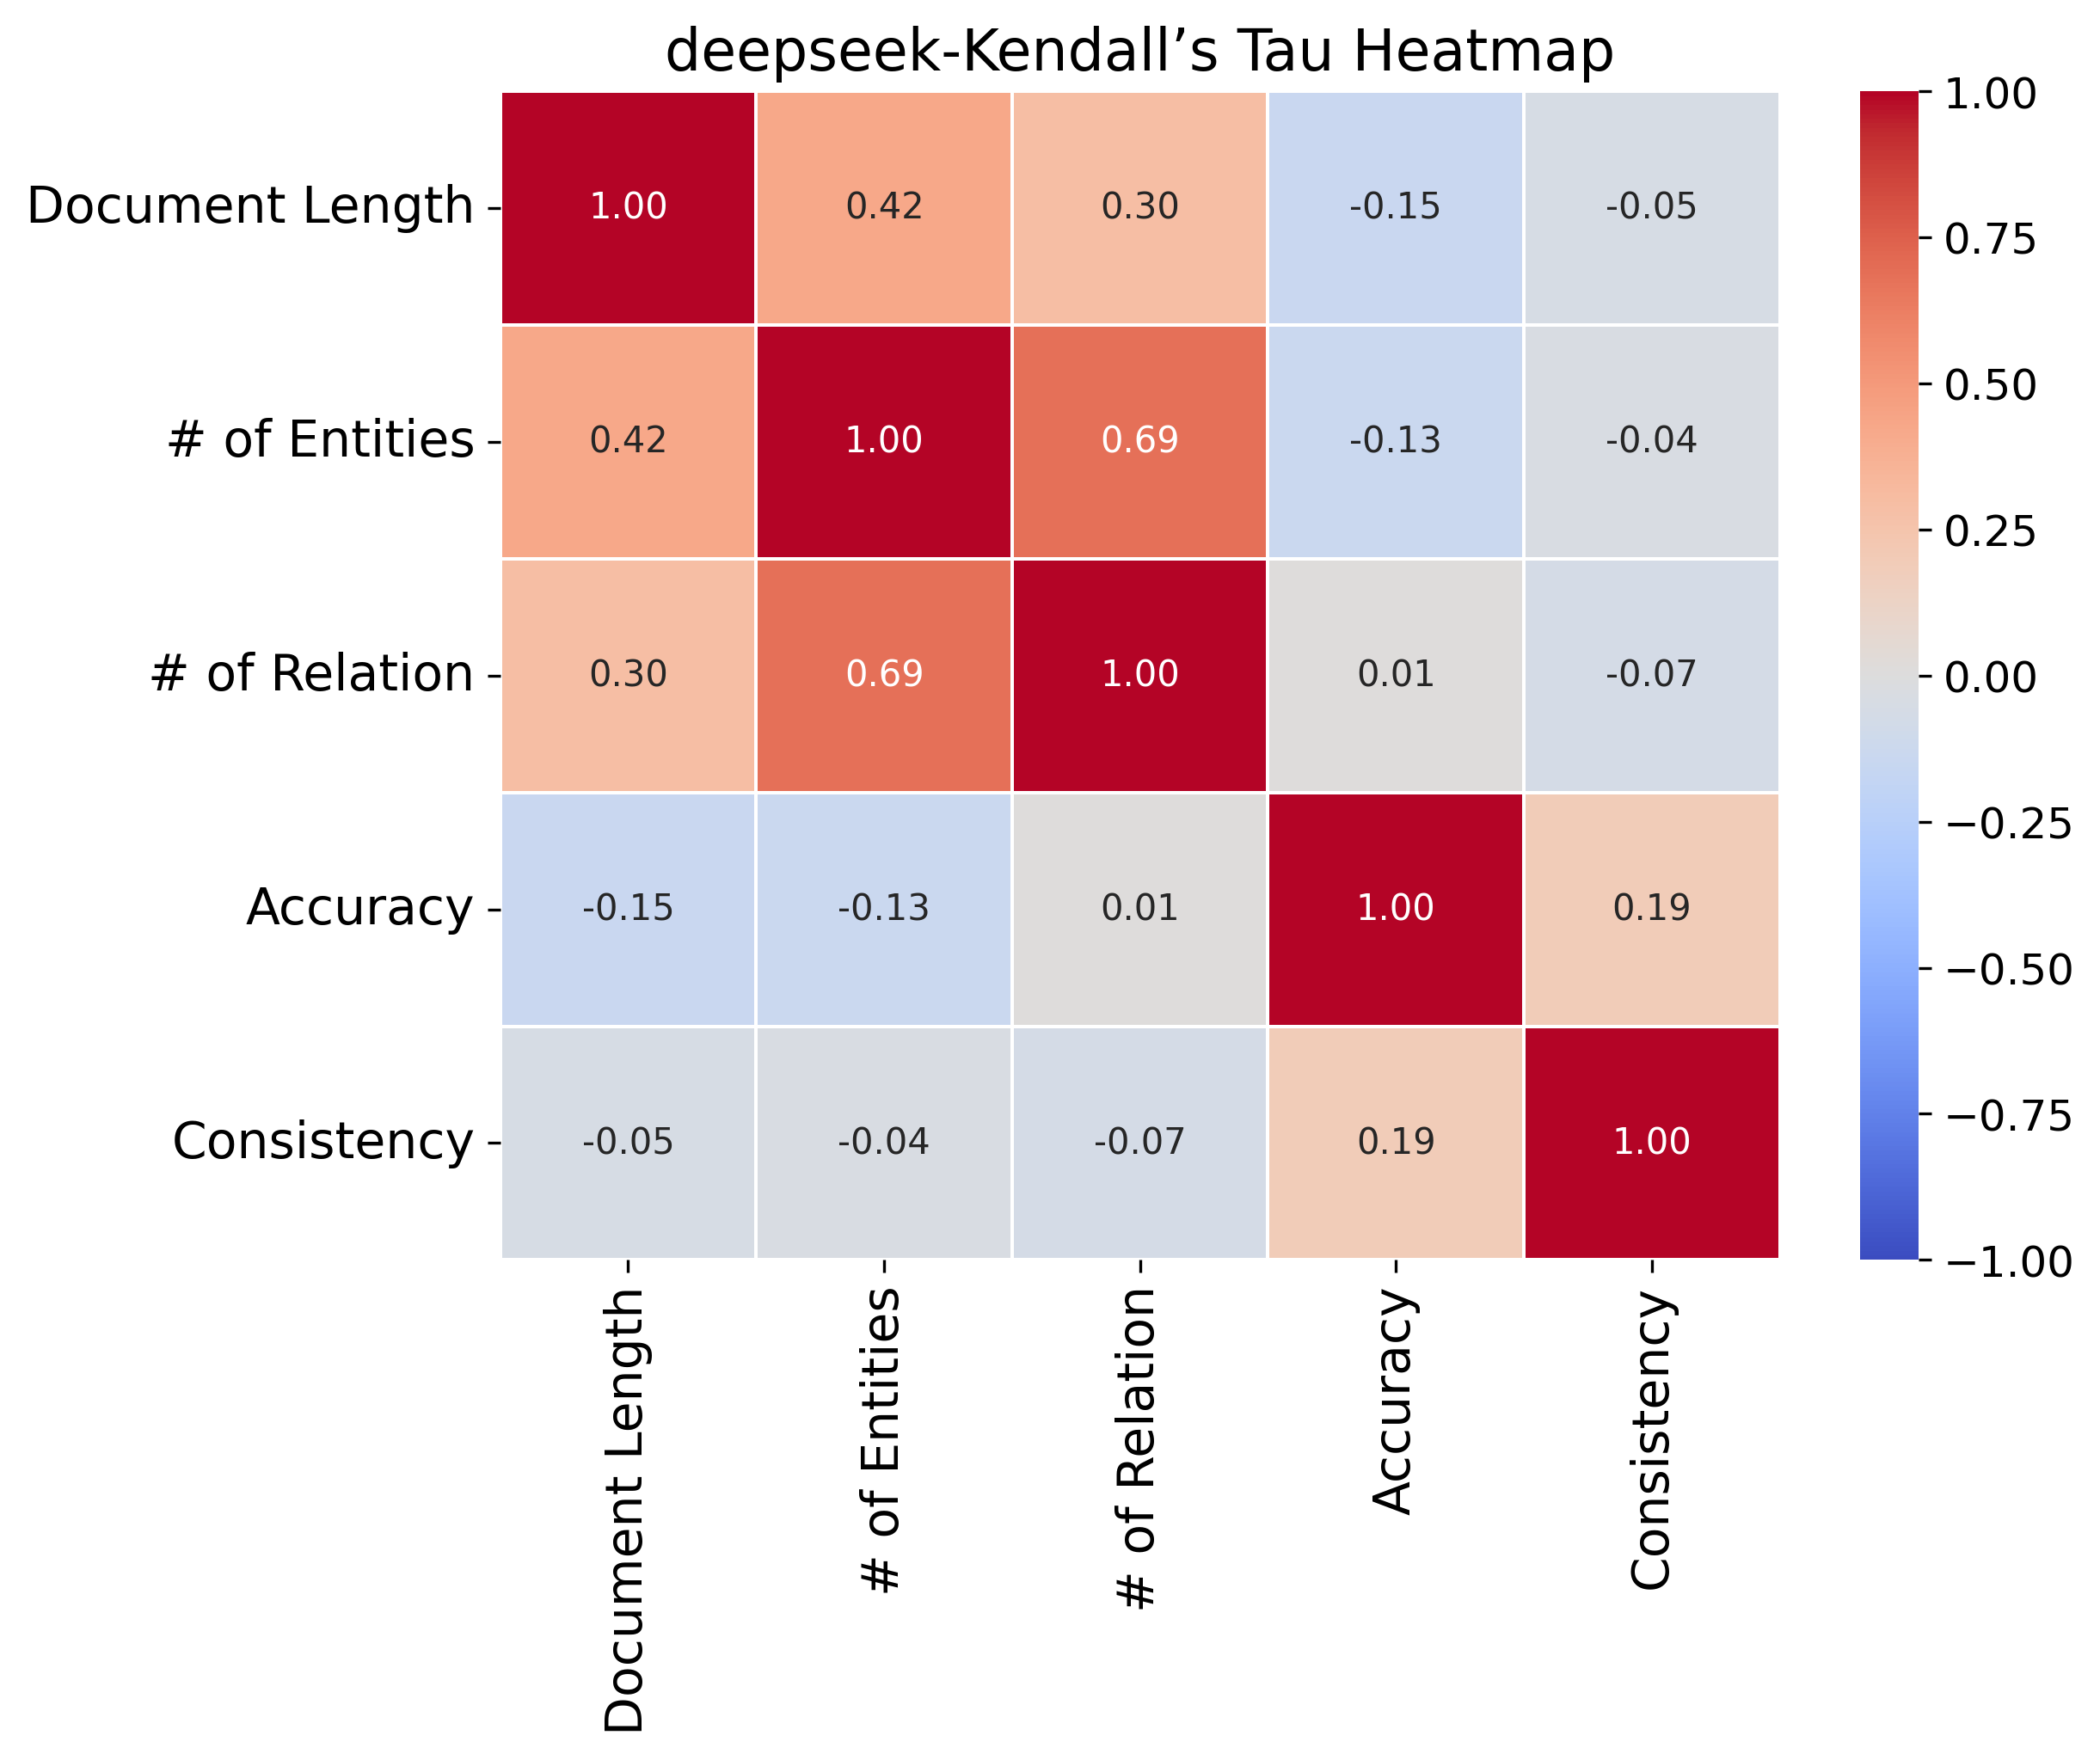 deepseek-Kendall’s Tau Heatmap
Document Length 1.00 0.42 0.30 -0.15 -0.05
# of Entities 0.42 1.00 0.69 -0.13 -0.04
# of Relation 0.30 0.69 1.00 0.01 -0.07
Accuracy -0.15 -0.13 0.01 1.00 0.19
Consistency -0.05 -0.04 -0.07 0.19 1.00
Document Length
# of Entities
# of Relation
Accuracy
Consistency
1.00
0.75
0.50
0.25
0.00
−0.25
−0.50
−0.75
−1.00